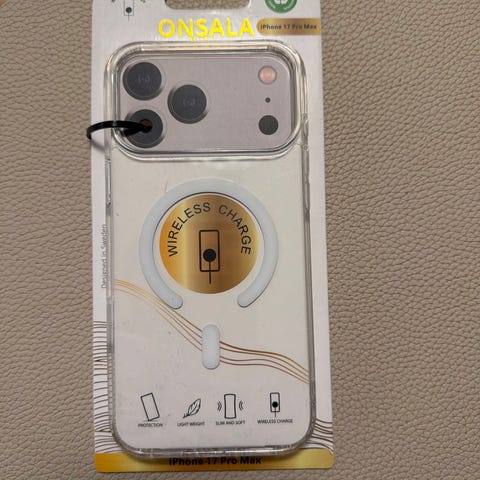 ONSALA
iPhone 17 Pro Max
WIRELESS CHARGE
Designed in Sweden
PROTECTION
LIGHT WEIGHT
SLIM AND SOFT
WIRELESS CHARGE
iPhone 17 Pro Max